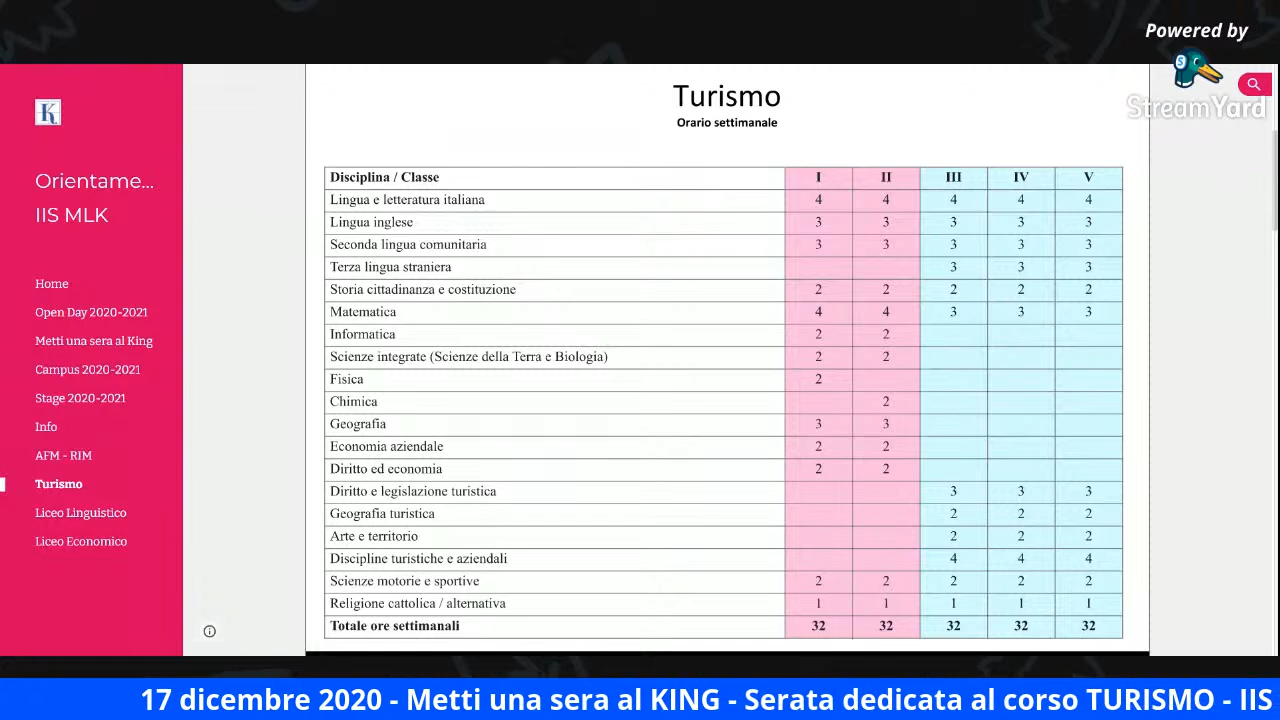 Powered by
StreamYard
K
Orientame...
IIS MLK
Home
Open Day 2020-2021
Metti una sera al King
Campus 2020-2021
Stage 2020-2021
Info
AFM - RIM
Turismo
Liceo Linguistico
Liceo Economico
Turismo
Orario settimanale
Disciplina / Classe I II III IV V
Lingua e letteratura italiana 4 4 4 4 4
Lingua inglese 3 3 3 3 3
Seconda lingua comunitaria 3 3 3 3 3
Terza lingua straniera 3 3 3
Storia cittadinanza e costituzione 2 2 2 2 2
Matematica 4 4 3 3 3
Informatica 2 2
Scienze integrate (Scienze della Terra e Biologia) 2 2
Fisica 2
Chimica 2
Geografia 3 3
Economia aziendale 2 2
Diritto ed economia 2 2
Diritto e legislazione turistica 3 3 3
Geografia turistica 2 2 2
Arte e territorio 2 2 2
Discipline turistiche e aziendali 4 4 4
Scienze motorie e sportive 2 2 2 2 2
Religione cattolica / alternativa 1 1 1 1 1
Totale ore settimanali 32 32 32 32 32
17 dicembre 2020 - Metti una sera al KING - Serata dedicata al corso TURISMO - IIS